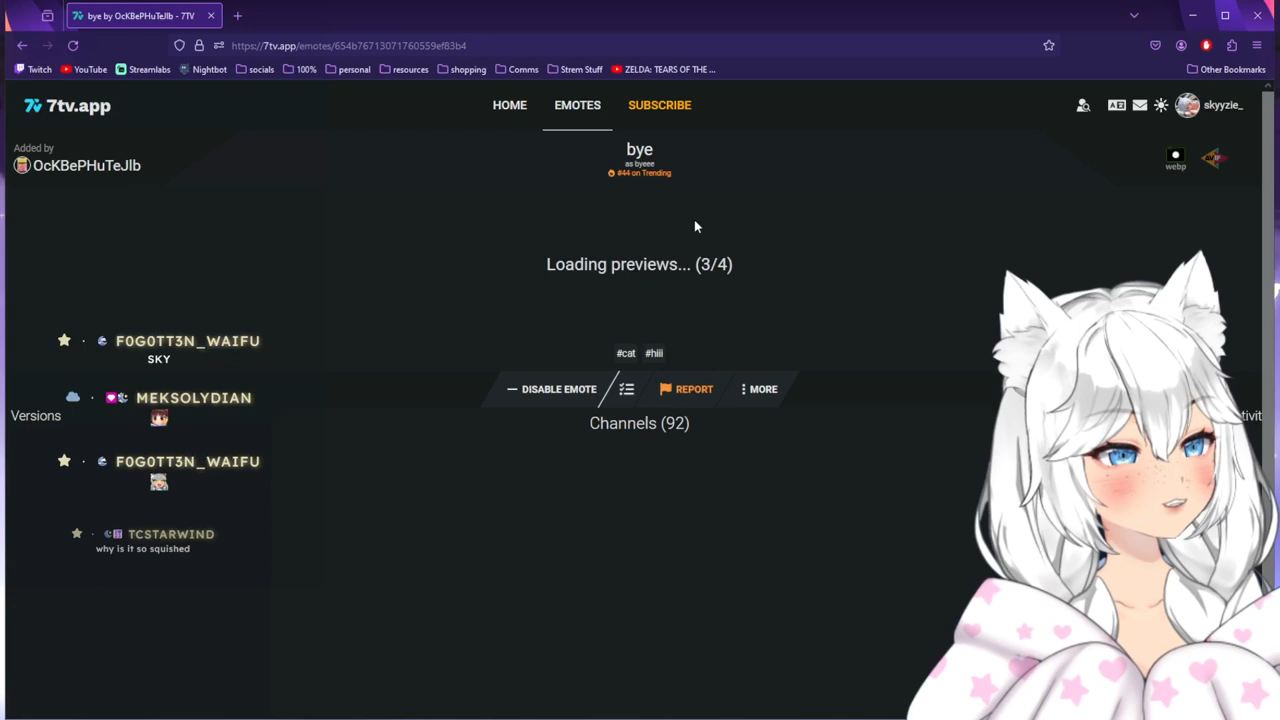 bye by OcKBePHuTeJlb - 7TV
https://7tv.app/emotes/654b76713071760559ef83b4
Twitch YouTube Streamlabs Nightbot socials 100% personal resources shopping Comms Strem Stuff ZELDA: TEARS OF THE ... Other Bookmarks
7tv.app HOME EMOTES SUBSCRIBE skyyzie_
Added by
OcKBePHuTeJlb
bye
as byeee
#44 on Trending
webp
Loading previews... (3/4)
F0G0TT3N_WAIFU
SKY
#cat #hiii
DISABLE EMOTE REPORT MORE
MEKSOLYDIAN
Versions
Channels (92)
F0G0TT3N_WAIFU
TCSTARWIND
why is it so squished